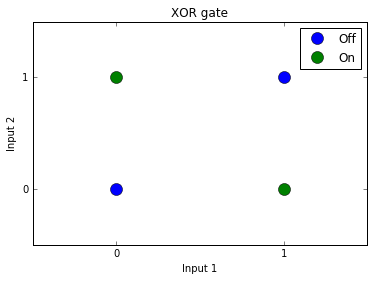 XOR gate
Off
On
1
Input 2
0
0 1
Input 1